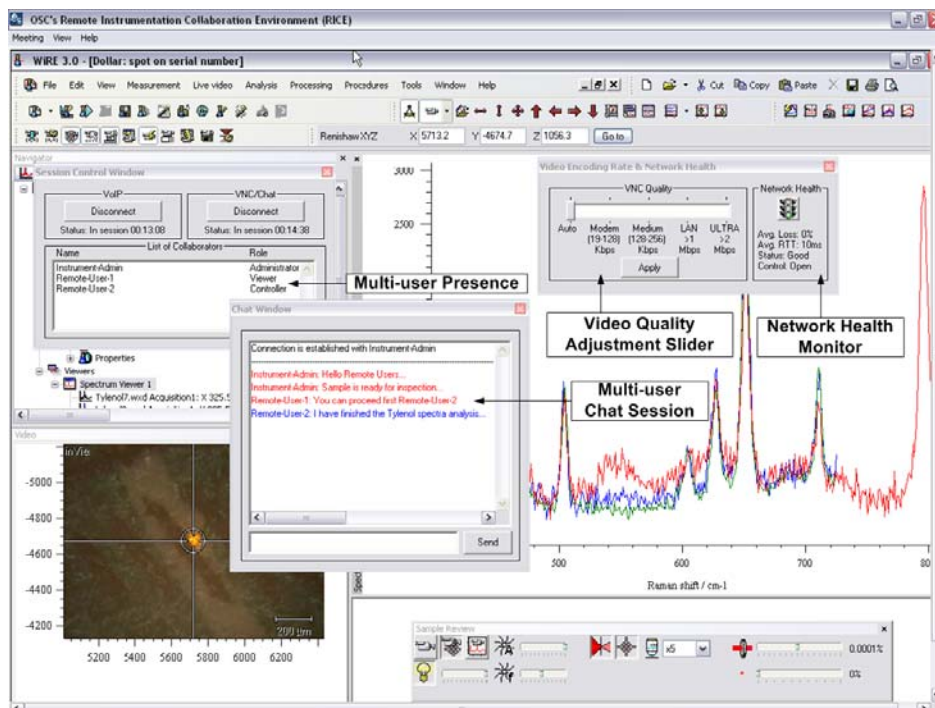 OSC's Remote Instrumentation Collaboration Environment (RICE)
Meeting View Help
WiRE 3.0 - [Dollar: spot on serial number]
File Edit View Measurement Live video Analysis Processing Procedures Tools Window Help
Cut Copy Paste
Renishaw XYZ X 5713.2 Y -4674.7 Z 1056.3 Go to
Navigator
Session Control Window
VoIP
Disconnect
Status: In session 00:13:08
VNC/Chat
Disconnect
Status: In session 00:14:38
List of Collaborators
Name Role
Instrument-Admin Administrator
Remote-User-1 Viewer
Remote-User-2 Controller
Multi-user Presence
Properties
Viewers
Spectrum Viewer 1
Tylenol7.wxd Acquisition1: X 325.5
Chat Window
Connection is established with Instrument-Admin
Instrument-Admin: Hello Remote Users...
Instrument-Admin: Sample is ready for inspection...
Remote-User-1: You can proceed first Remote-User-2
Remote-User-2: I have finished the Tylenol spectra analysis...
Send
Multi-user
Chat Session
Video Encoding Rate & Network Health
VNC Quality
Auto Modem Medium LAN ULTRA
(19-128) (128-256) >1 >2
Kbps Kbps Mbps Mbps
Apply
Network Health
Avg. Loss: 0%
Avg. RTT: 10ms
Status: Good
Control: Open
Video Quality
Adjustment Slider
Network Health
Monitor
3000
2500
500 600 700 80
Raman shift / cm-1
Video
-5000
-4800
-4600
-4400
-4200
5200 5400 5600 5800 6000 6200
200 µm
Sample Review
x5
0.0001%
0%